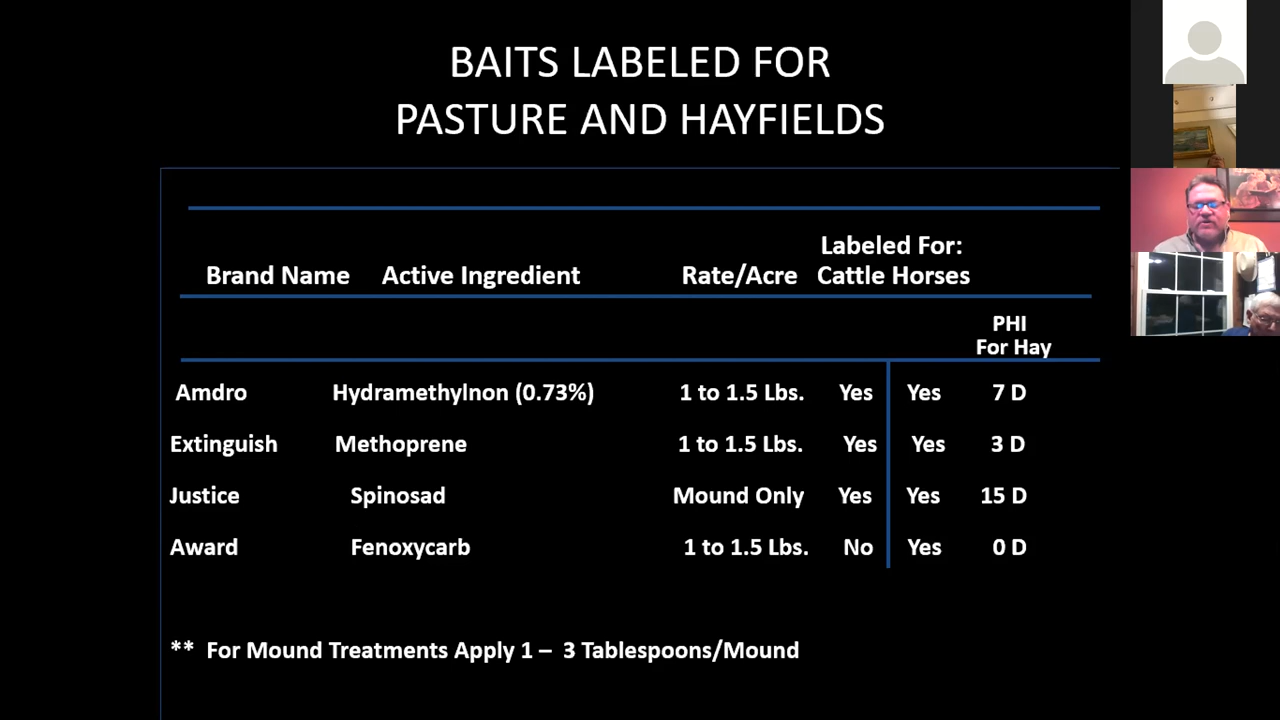 BAITS LABELED FOR
PASTURE AND HAYFIELDS
Labeled For:
Brand Name Active Ingredient Rate/Acre Cattle Horses
PHI
For Hay
Amdro Hydramethylnon (0.73%) 1 to 1.5 Lbs. Yes Yes 7 D
Extinguish Methoprene 1 to 1.5 Lbs. Yes Yes 3 D
Justice Spinosad Mound Only Yes Yes 15 D
Award Fenoxycarb 1 to 1.5 Lbs. No Yes 0 D
** For Mound Treatments Apply 1 – 3 Tablespoons/Mound